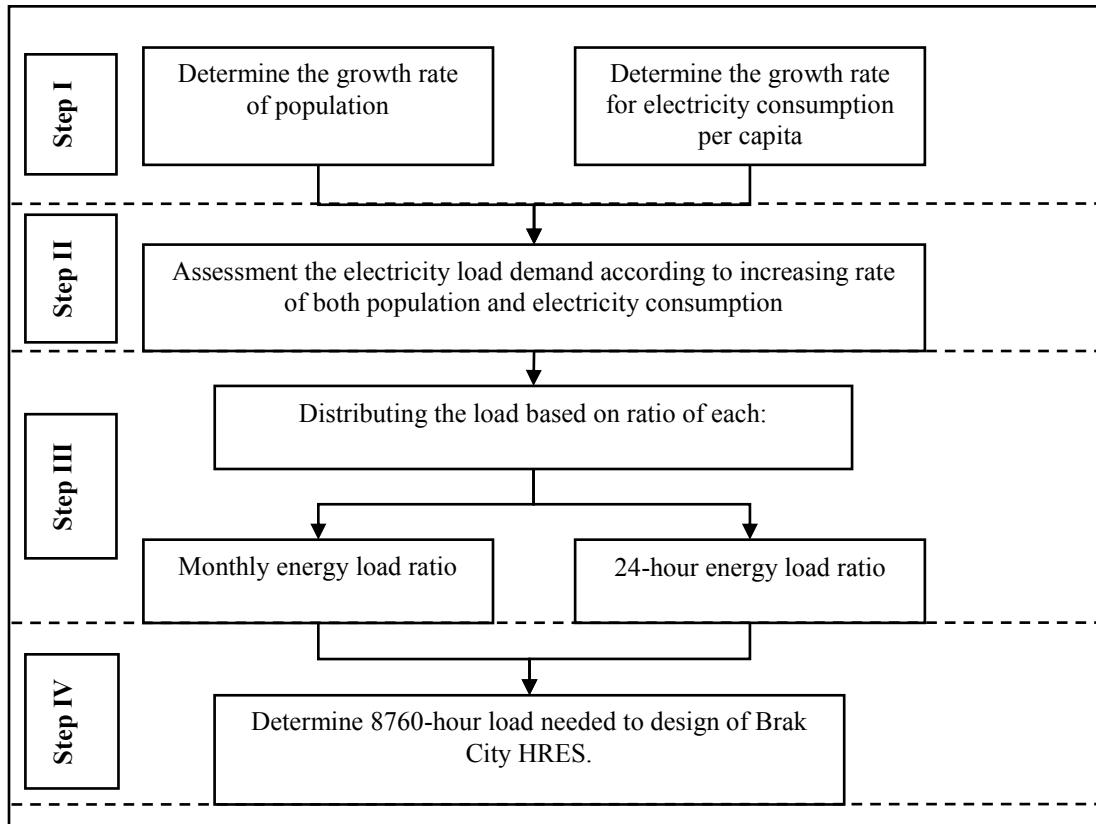 Step I
Determine the growth rate
of population
Determine the growth rate
for electricity consumption
per capita
Step II
Assessment the electricity load demand according to increasing rate
of both population and electricity consumption
Step III
Distributing the load based on ratio of each:
Monthly energy load ratio
24-hour energy load ratio
Step IV
Determine 8760-hour load needed to design of Brak
City HRES.